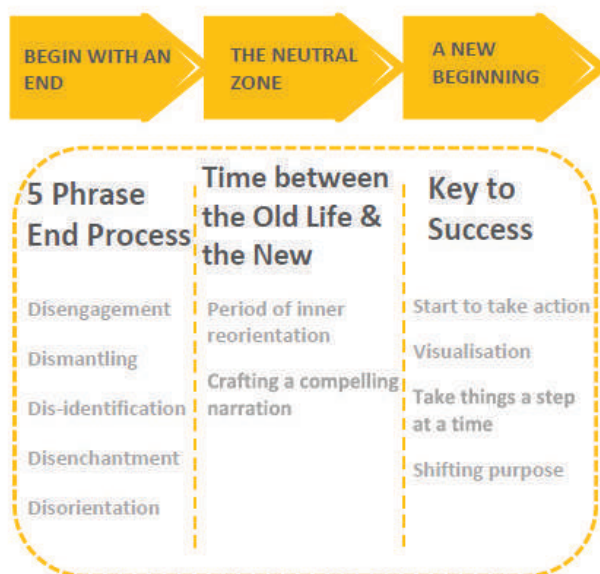 BEGIN WITH AN
END
THE NEUTRAL
ZONE
A NEW
BEGINNING
5 Phrase
End Process
Disengagement
Dismantling
Dis-identification
Disenchantment
Disorientation
Time between
the Old Life &
the New
Period of inner
reorientation
Crafting a compelling
narration
Key to
Success
Start to take action
Visualisation
Take things a step
at a time
Shifting purpose